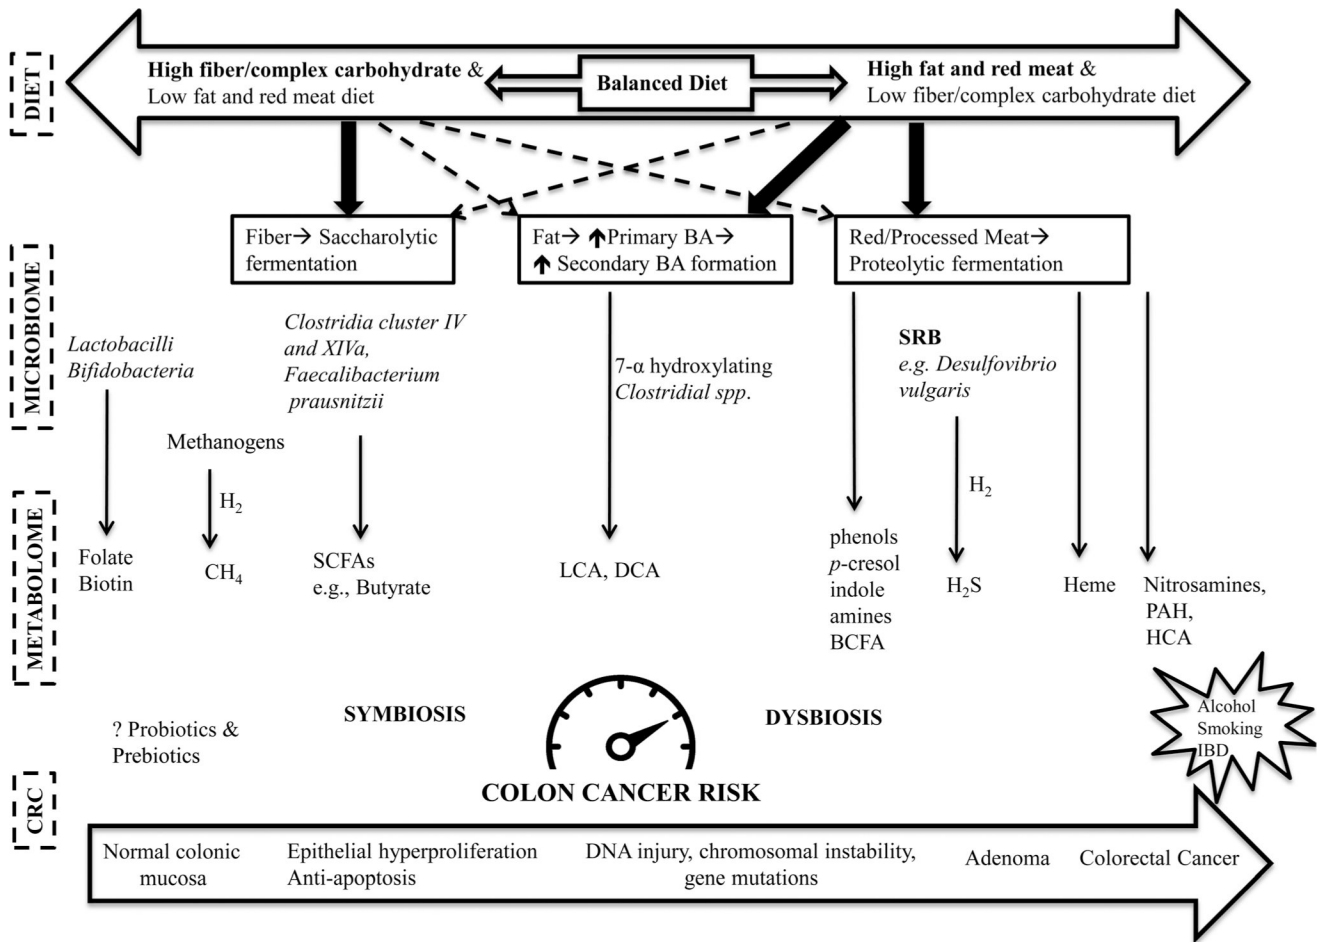 DIET
High fiber/complex carbohydrate &
Low fat and red meat diet
Balanced Diet
High fat and red meat &
Low fiber/complex carbohydrate diet
MICROBIOME
Fiber→ Saccharolytic
fermentation
Fat→ ↑Primary BA→
↑ Secondary BA formation
Red/Processed Meat→
Proteolytic fermentation
Lactobacilli
Bifidobacteria
Clostridia cluster IV
and XIVa,
Faecalibacterium
prausnitzii
Methanogens
H₂
7-α hydroxylating
Clostridial spp.
SRB
e.g. Desulfovibrio
vulgaris
H₂
METABOLOME
Folate
Biotin
CH₄
SCFAs
e.g., Butyrate
LCA, DCA
phenols
p-cresol
indole
amines
BCFA
H₂S
Heme
Nitrosamines,
PAH,
HCA
? Probiotics &
Prebiotics
SYMBIOSIS
DYSBIOSIS
Alcohol
Smoking
IBD
COLON CANCER RISK
CRC
Normal colonic
mucosa
Epithelial hyperproliferation
Anti-apoptosis
DNA injury, chromosomal instability,
gene mutations
Adenoma
Colorectal Cancer